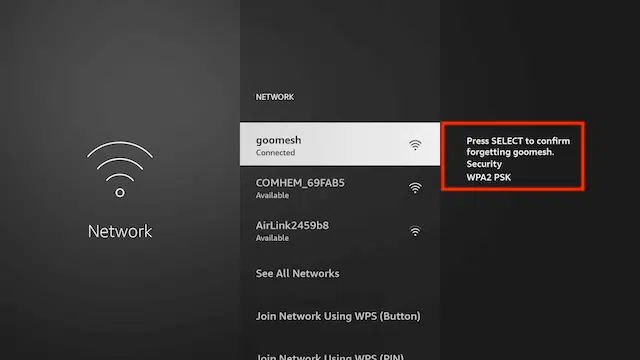 Network
NETWORK
goomesh
Connected
COMHEM_69FAB5
Available
AirLink2459b8
Available
See All Networks
Join Network Using WPS (Button)
Join Network Using WPS (PIN)
Press SELECT to confirm
forgetting goomesh.
Security
WPA2 PSK